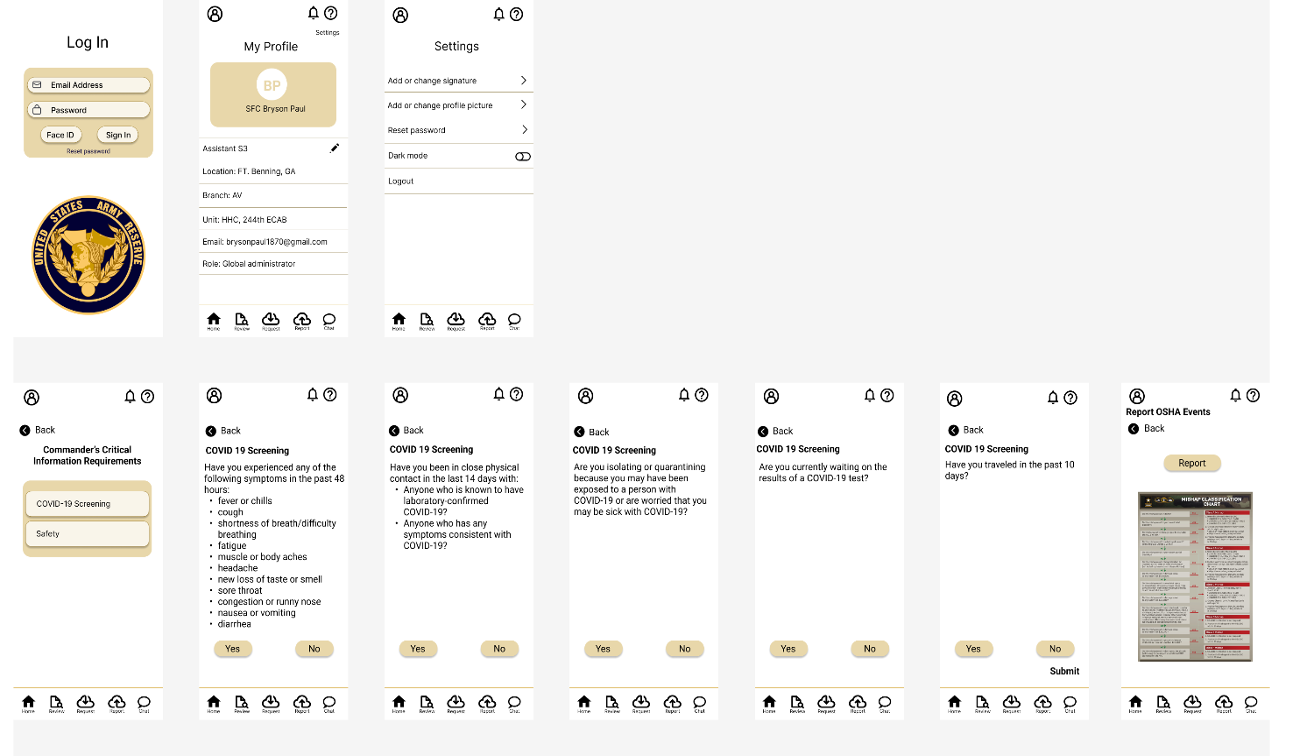 Log In
Email Address
Password
Face ID
Sign In
Reset password
UNITED STATES ARMY RESERVE
Settings
My Profile
BP
SFC Bryson Paul
Assistant S3
Location: FT. Benning, GA
Branch: AV
Unit: HHC, 244th ECAB
Email: brysonpaul1870@gmail.com
Role: Global administrator
Home
Review
Request
Report
Chat
Settings
Add or change signature
Add or change profile picture
Reset password
Dark mode
Logout
Home
Review
Request
Report
Chat
Back
Commander's Critical
Information Requirements
COVID-19 Screening
Safety
Home
Review
Request
Report
Chat
Back
COVID 19 Screening
Have you experienced any of the
following symptoms in the past 48
hours:
• fever or chills
• cough
• shortness of breath/difficulty
breathing
• fatigue
• muscle or body aches
• headache
• new loss of taste or smell
• sore throat
• congestion or runny nose
• nausea or vomiting
• diarrhea
Yes
No
Home
Review
Request
Report
Chat
Back
COVID 19 Screening
Have you been in close physical
contact in the last 14 days with:
• Anyone who is known to have
laboratory-confirmed
COVID-19?
• Anyone who has any
symptoms consistent with
COVID-19?
Yes
No
Home
Review
Request
Report
Chat
Back
COVID 19 Screening
Are you isolating or quarantining
because you may have been
exposed to a person with
COVID-19 or are worried that you
may be sick with COVID-19?
Yes
No
Home
Review
Request
Report
Chat
Back
COVID 19 Screening
Are you currently waiting on the
results of a COVID-19 test?
Yes
No
Home
Review
Request
Report
Chat
Back
COVID 19 Screening
Have you traveled in the past 10
days?
Yes
No
Submit
Home
Review
Request
Report
Chat
Report OSHA Events
Back
Report
MISHAP CLASSIFICATION
CHART
Home
Review
Request
Report
Chat